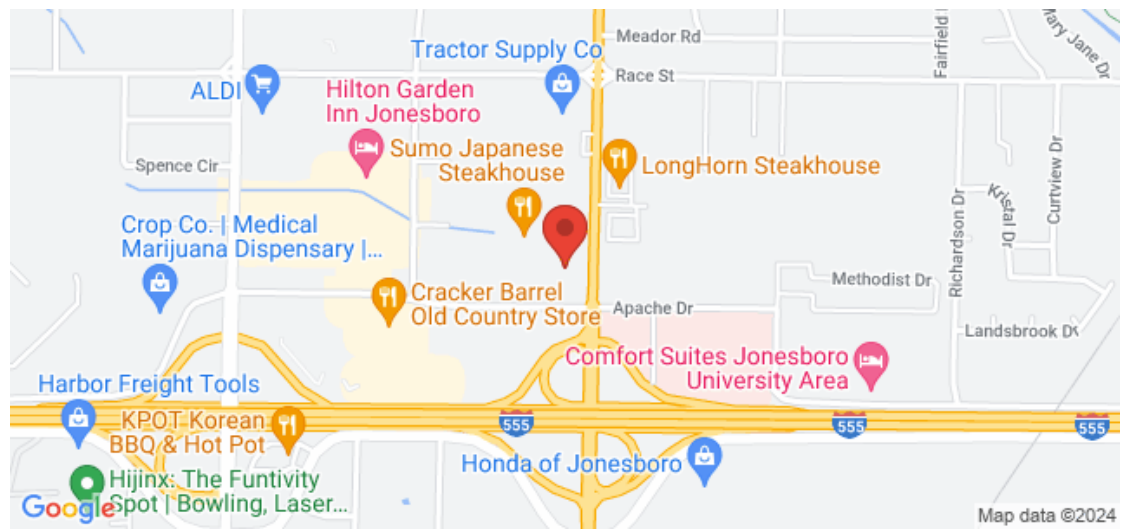 Meador Rd
Fairfield
Mary Jane Dr
Tractor Supply Co
Race St
ALDI
Hilton Garden
Inn Jonesboro
Spence Cir
Sumo Japanese
Steakhouse
LongHorn Steakhouse
Curtview Dr
Kristal Dr
Richardson Dr
Crop Co. | Medical
Marijuana Dispensary |...
Methodist Dr
Cracker Barrel
Old Country Store
Apache Dr
Landsbrook Dr
Comfort Suites Jonesboro
University Area
Harbor Freight Tools
KPOT Korean
BBQ & Hot Pot
555
555
555
Honda of Jonesboro
Hijinx: The Funtivity
Spot | Bowling, Laser...
Google
Map data ©2024